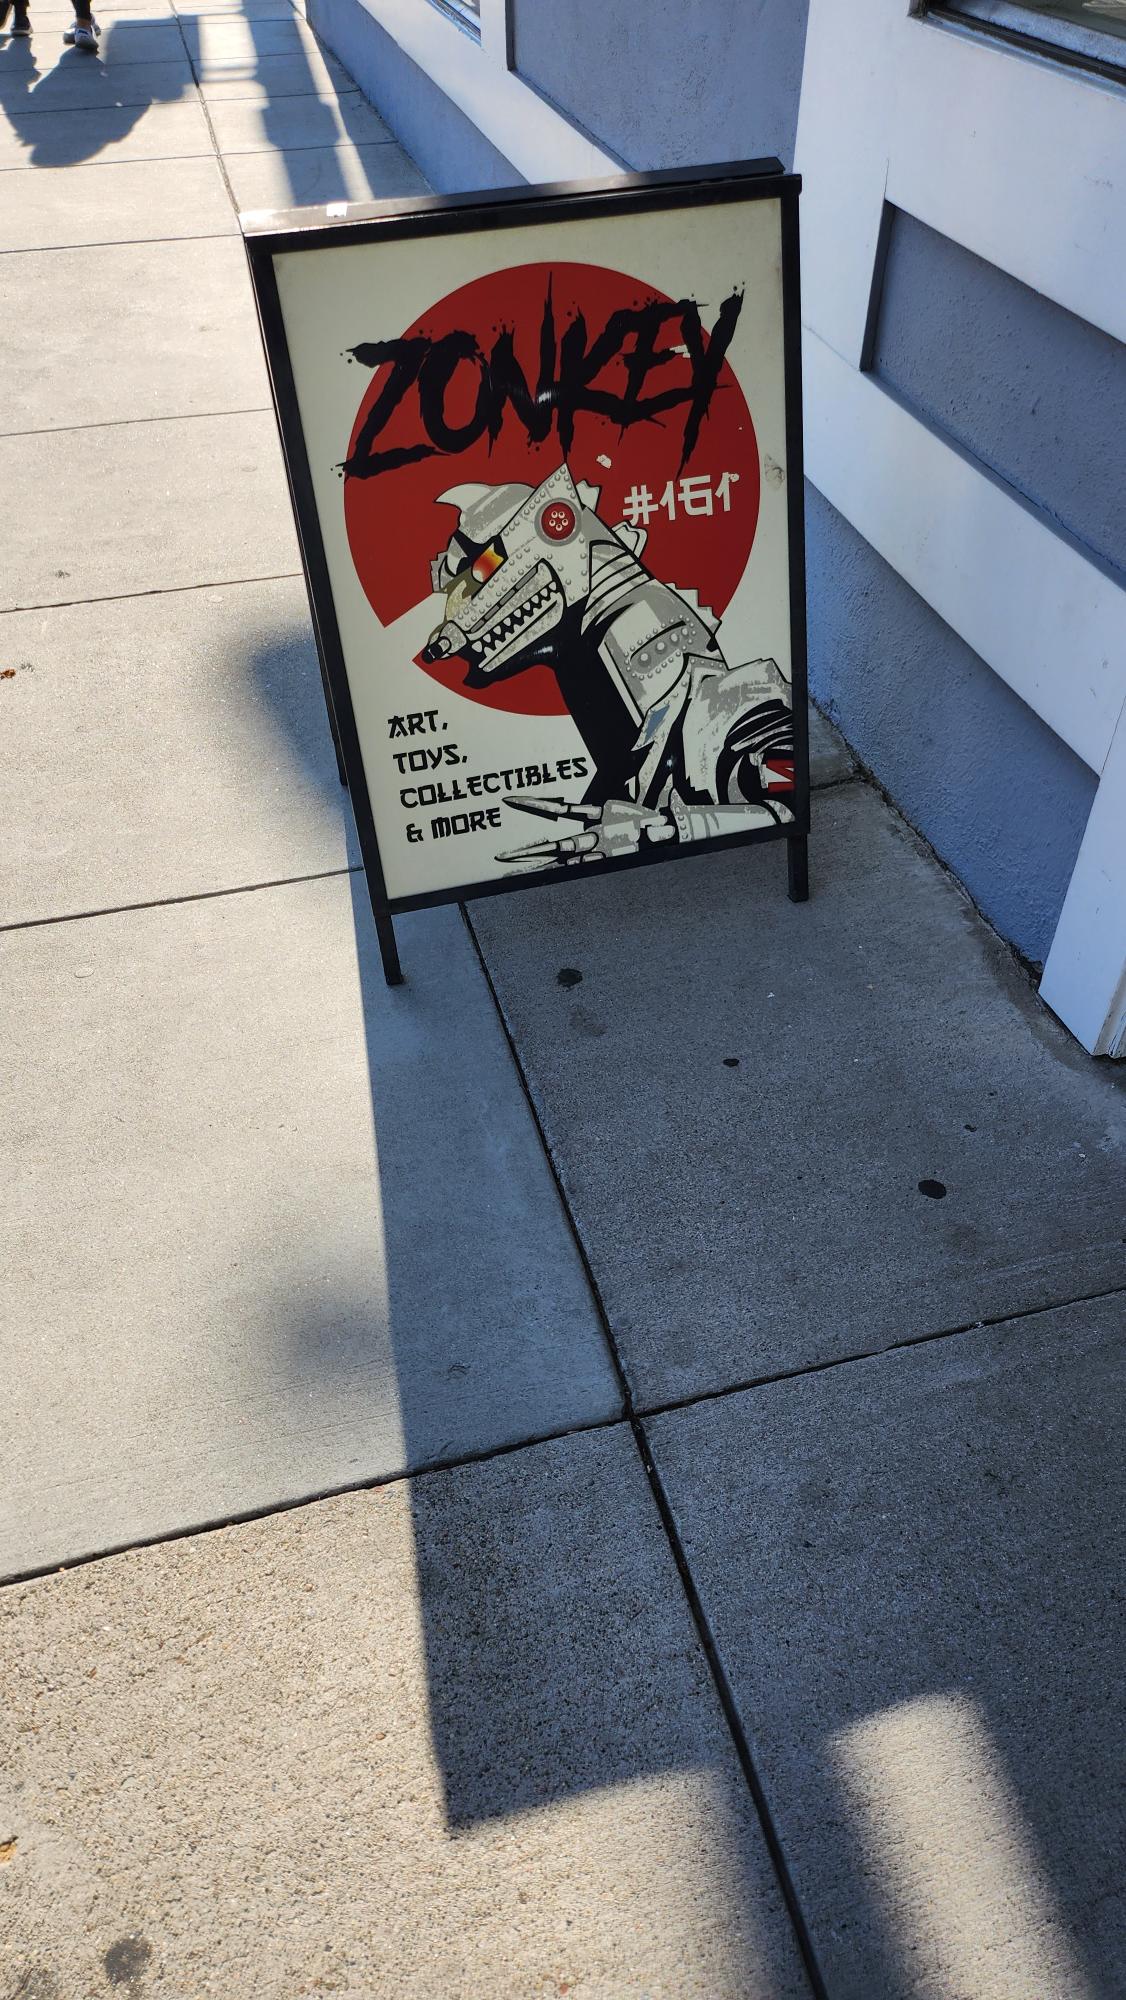 ZONKEY
#161
ART,
TOYS,
COLLECTIBLES
& MORE